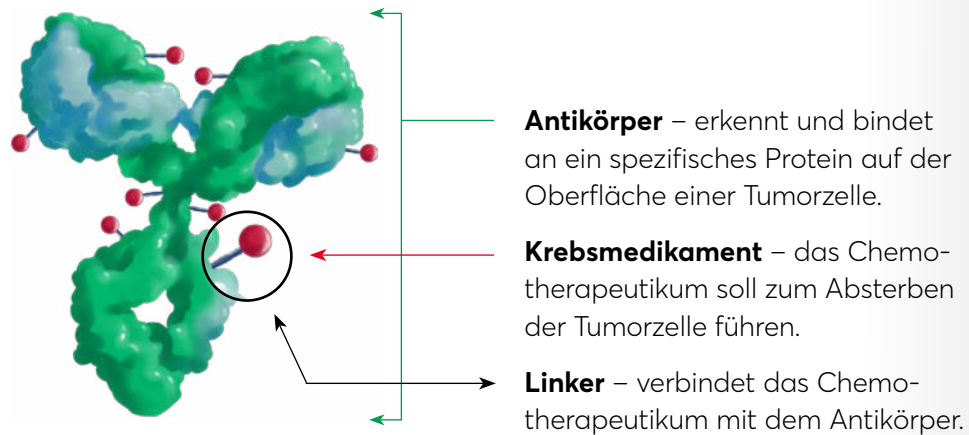 Antikörper – erkennt und bindet
an ein spezifisches Protein auf der
Oberfläche einer Tumorzelle.
Krebsmedikament – das Chemo-
therapeutikum soll zum Absterben
der Tumorzelle führen.
Linker – verbindet das Chemo-
therapeutikum mit dem Antikörper.